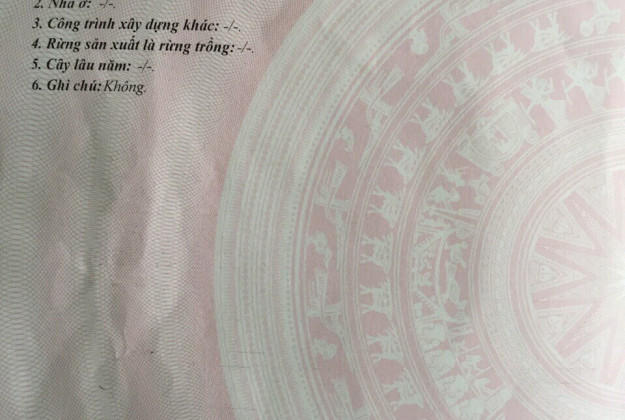 2. Nhà ở: -/-.
3. Công trình xây dựng khác: -/-.
4. Rừng sản xuất là rừng trồng: -/-.
5. Cây lâu năm: -/-.
6. Ghi chú: Không.